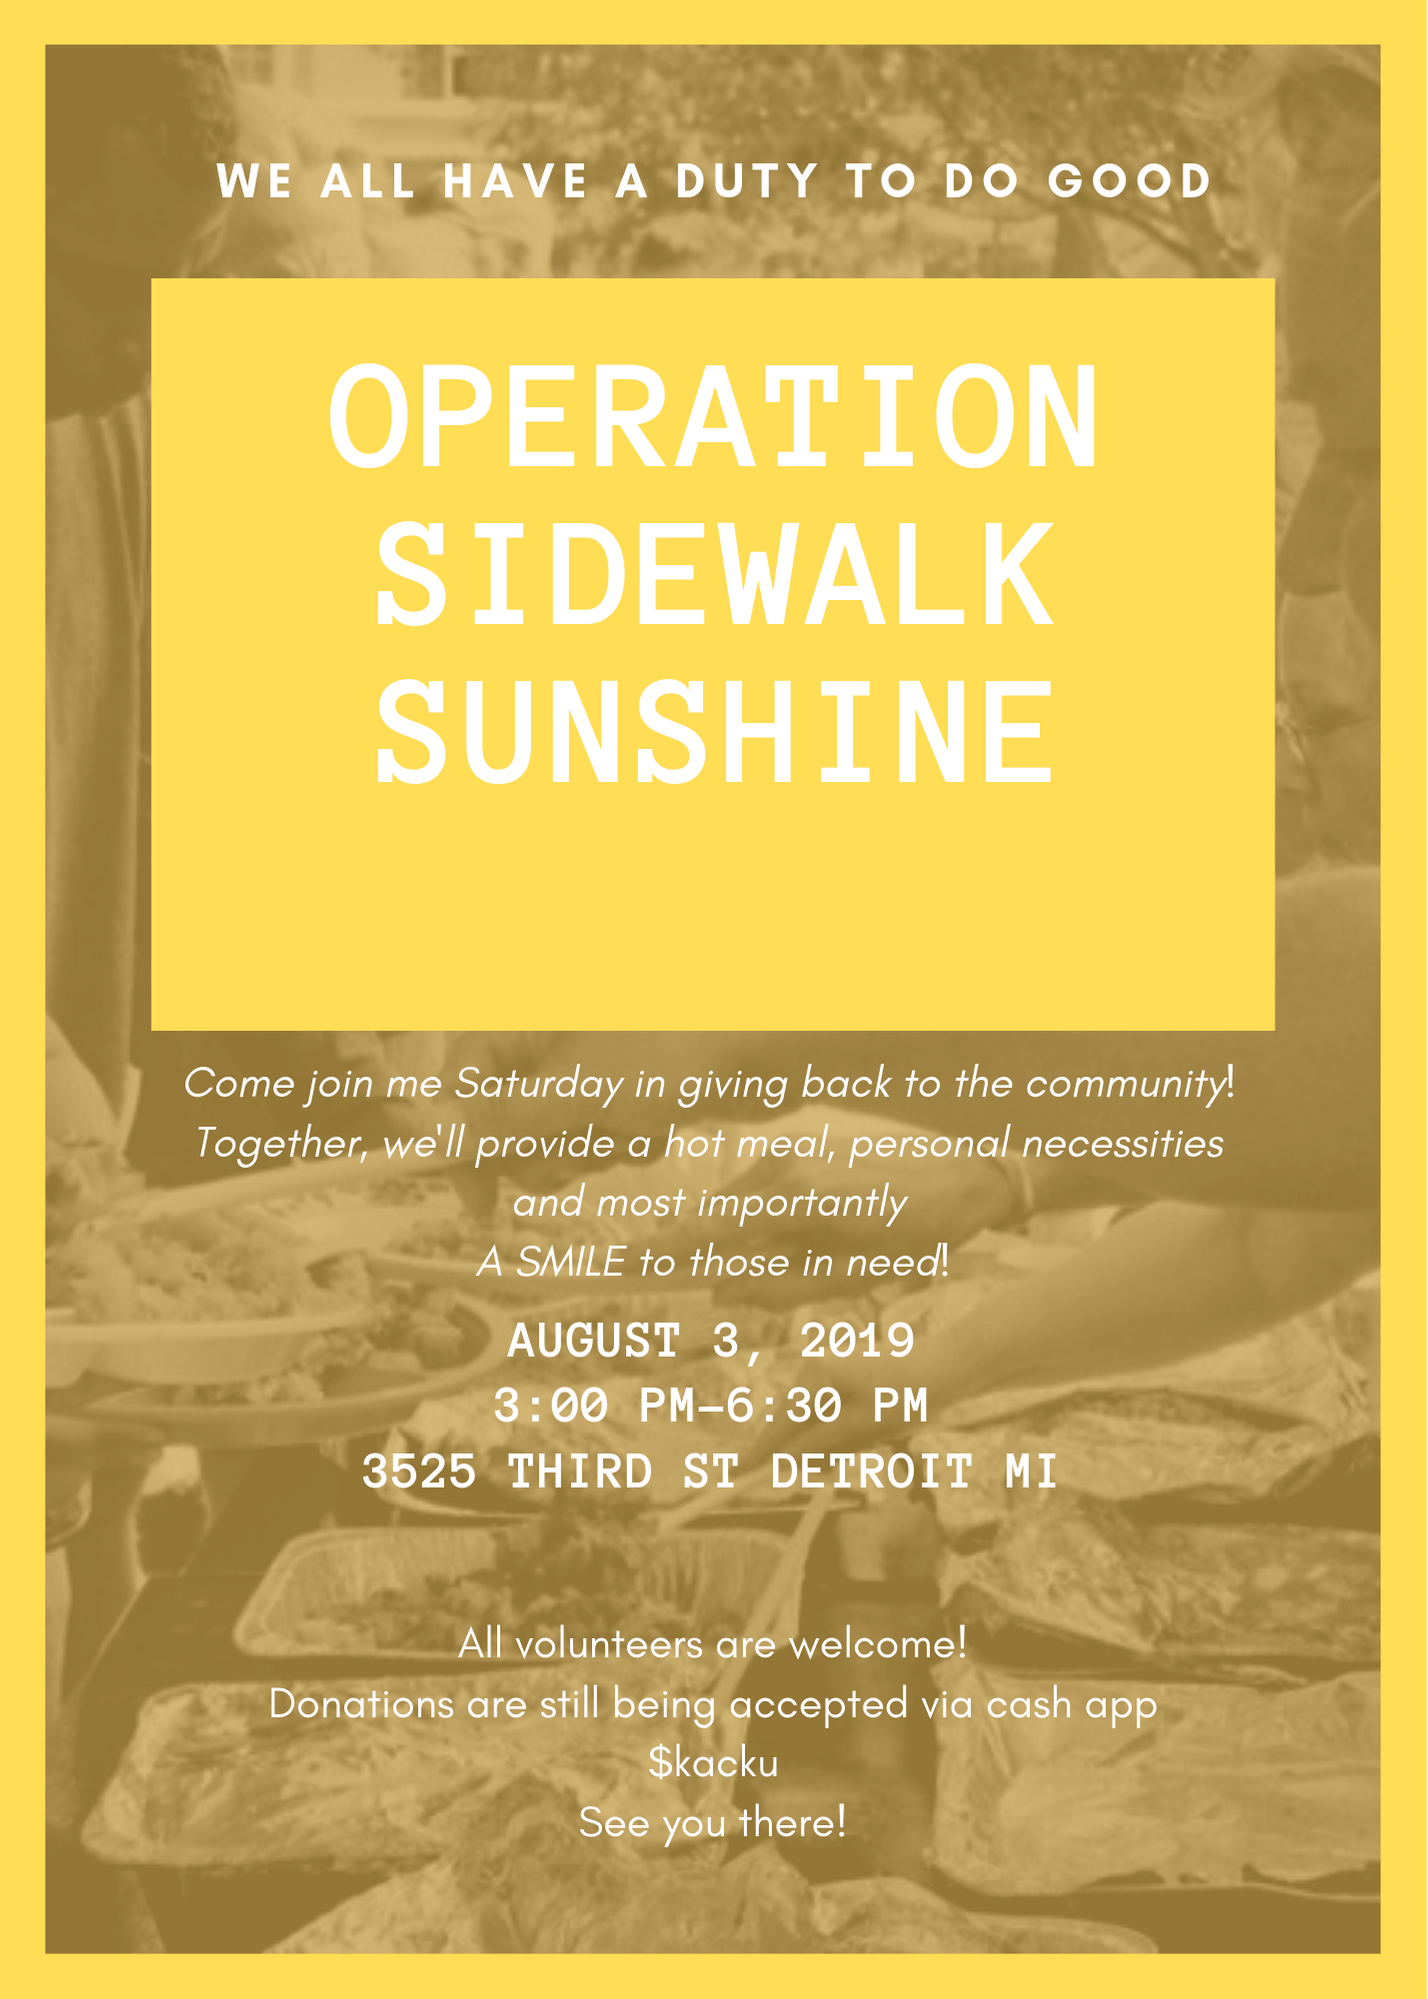 WE ALL HAVE A DUTY TO DO GOOD
OPERATION
SIDEWALK
SUNSHINE
Come join me Saturday in giving back to the community!
Together, we'll provide a hot meal, personal necessities
and most importantly
A SMILE to those in need!
AUGUST 3, 2019
3:00 PM–6:30 PM
3525 THIRD ST DETROIT MI
All volunteers are welcome!
Donations are still being accepted via cash app
$kacku
See you there!